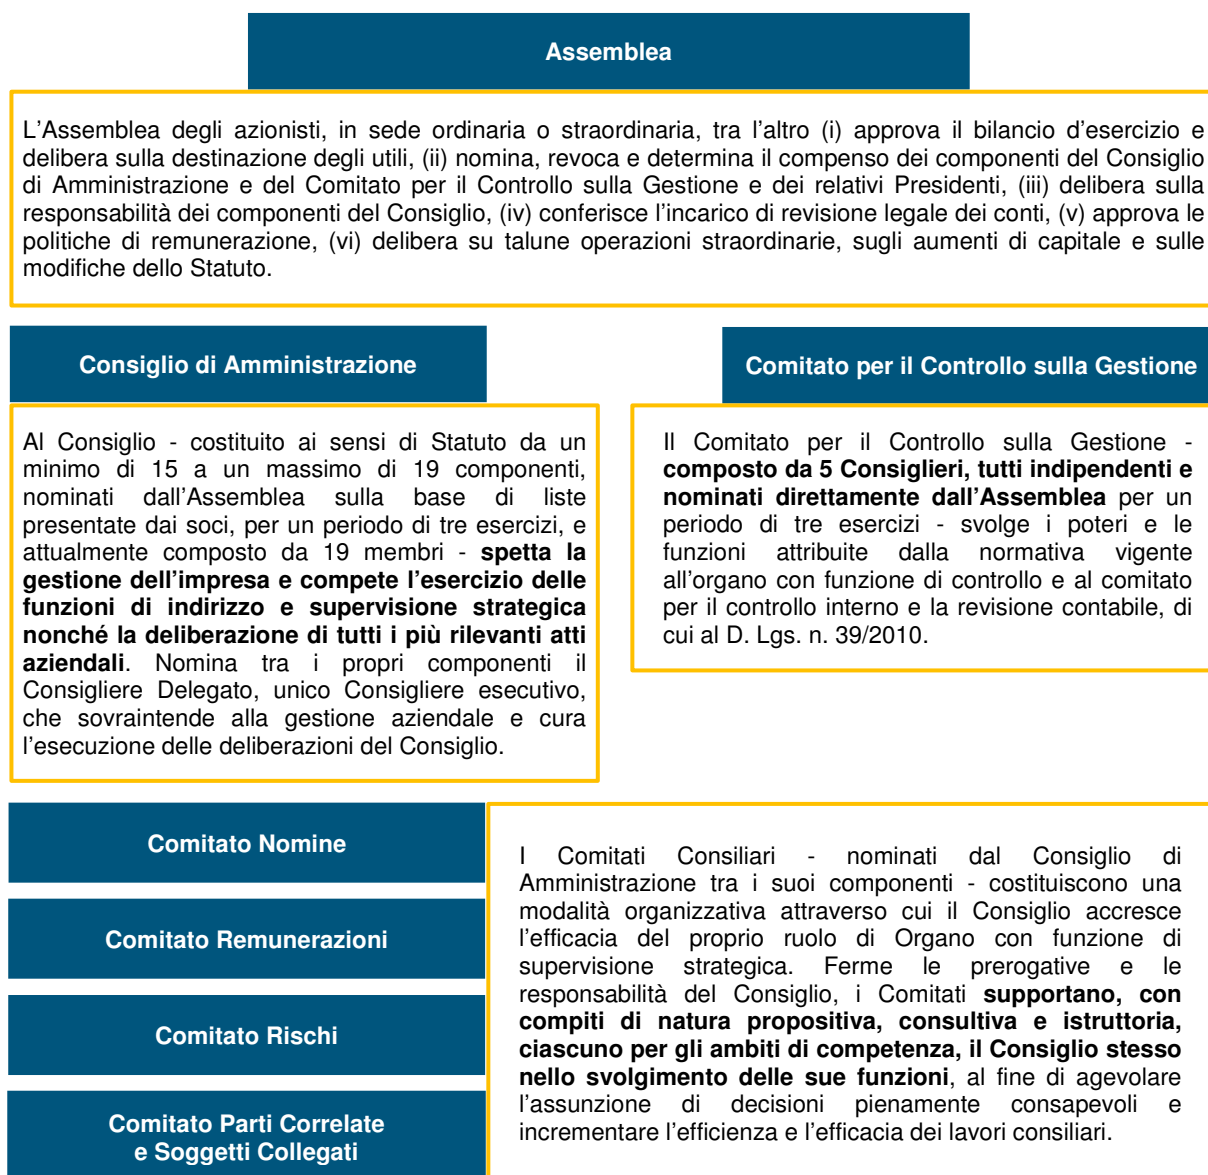 Assemblea
L'Assemblea degli azionisti, in sede ordinaria o straordinaria, tra l'altro (i) approva il bilancio d'esercizio e
delibera sulla destinazione degli utili, (ii) nomina, revoca e determina il compenso dei componenti del Consiglio
di Amministrazione e del Comitato per il Controllo sulla Gestione e dei relativi Presidenti, (iii) delibera sulla
responsabilità dei componenti del Consiglio, (iv) conferisce l'incarico di revisione legale dei conti, (v) approva le
politiche di remunerazione, (vi) delibera su talune operazioni straordinarie, sugli aumenti di capitale e sulle
modifiche dello Statuto.
Consiglio di Amministrazione
Al Consiglio - costituito ai sensi di Statuto da un
minimo di 15 a un massimo di 19 componenti,
nominati dall'Assemblea sulla base di liste
presentate dai soci, per un periodo di tre esercizi, e
attualmente composto da 19 membri - spetta la
gestione dell'impresa e compete l'esercizio delle
funzioni di indirizzo e supervisione strategica
nonché la deliberazione di tutti i più rilevanti atti
aziendali. Nomina tra i propri componenti il
Consigliere Delegato, unico Consigliere esecutivo,
che sovraintende alla gestione aziendale e cura
l'esecuzione delle deliberazioni del Consiglio.
Comitato per il Controllo sulla Gestione
Il Comitato per il Controllo sulla Gestione -
composto da 5 Consiglieri, tutti indipendenti e
nominati direttamente dall'Assemblea per un
periodo di tre esercizi - svolge i poteri e le
funzioni attribuite dalla normativa vigente
all'organo con funzione di controllo e al comitato
per il controllo interno e la revisione contabile, di
cui al D. Lgs. n. 39/2010.
Comitato Nomine
Comitato Remunerazioni
Comitato Rischi
Comitato Parti Correlate
e Soggetti Collegati
I Comitati Consiliari - nominati dal Consiglio di
Amministrazione tra i suoi componenti - costituiscono una
modalità organizzativa attraverso cui il Consiglio accresce
l'efficacia del proprio ruolo di Organo con funzione di
supervisione strategica. Ferme le prerogative e le
responsabilità del Consiglio, i Comitati supportano, con
compiti di natura propositiva, consultiva e istruttoria,
ciascuno per gli ambiti di competenza, il Consiglio stesso
nello svolgimento delle sue funzioni, al fine di agevolare
l'assunzione di decisioni pienamente consapevoli e
incrementare l'efficienza e l'efficacia dei lavori consiliari.